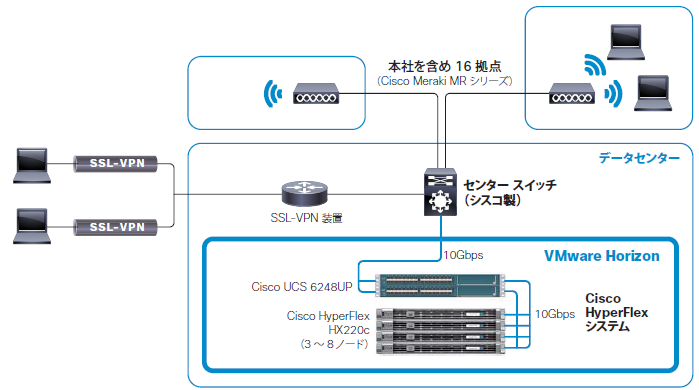 本社を含め 16 拠点
（Cisco Meraki MR シリーズ）
データセンター
SSL-VPN
SSL-VPN
SSL-VPN 装置
センター スイッチ
（シスコ製）
10Gbps
VMware Horizon
Cisco UCS 6248UP
Cisco HyperFlex
HX220c
（3 ～ 8 ノード）
10Gbps
Cisco
HyperFlex
システム